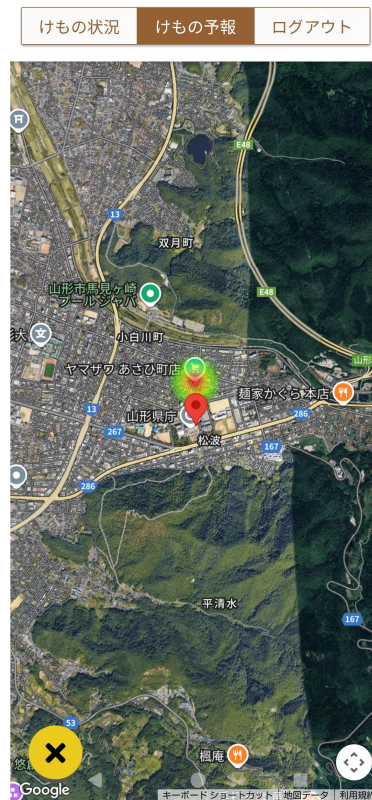 けもの状況
けもの予報
ログアウト
E48
13
双月町
E48
山形市馬見ヶ崎
プール ジャバ
小白川町
山形
ヤマザワ あさひ町店
麺家かぐら 本店
13
山形県庁
286
267
松波
167
286
平清水
167
53
楓庵
Google
キーボード ショートカット
地図データ
利用規約